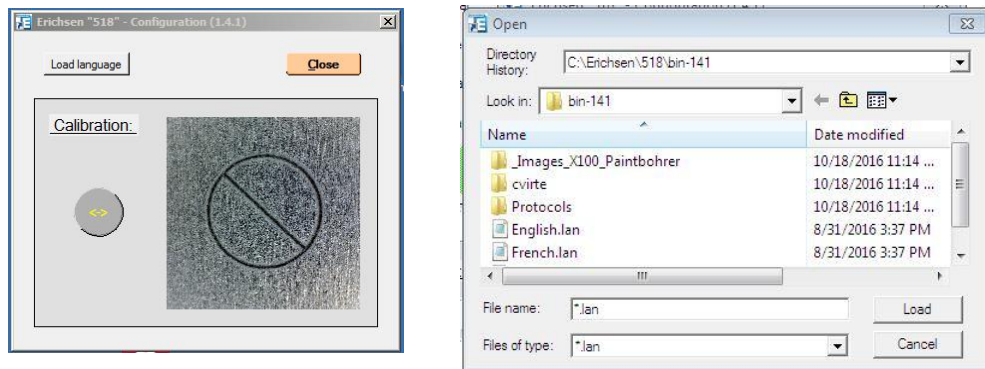 Erichsen "518" - Configuration (1.4.1)
Load language
Close
Calibration:
<->
Open
Directory History:
C:\Erichsen\518\bin-141
Look in:
bin-141
Name
Date modified
_Images_X100_Paintbohrer
10/18/2016 11:14 ...
cvirte
10/18/2016 11:14 ...
Protocols
10/18/2016 11:14 ...
English.lan
8/31/2016 3:37 PM
French.lan
8/31/2016 3:37 PM
File name:
*.lan
Load
Files of type:
*.lan
Cancel